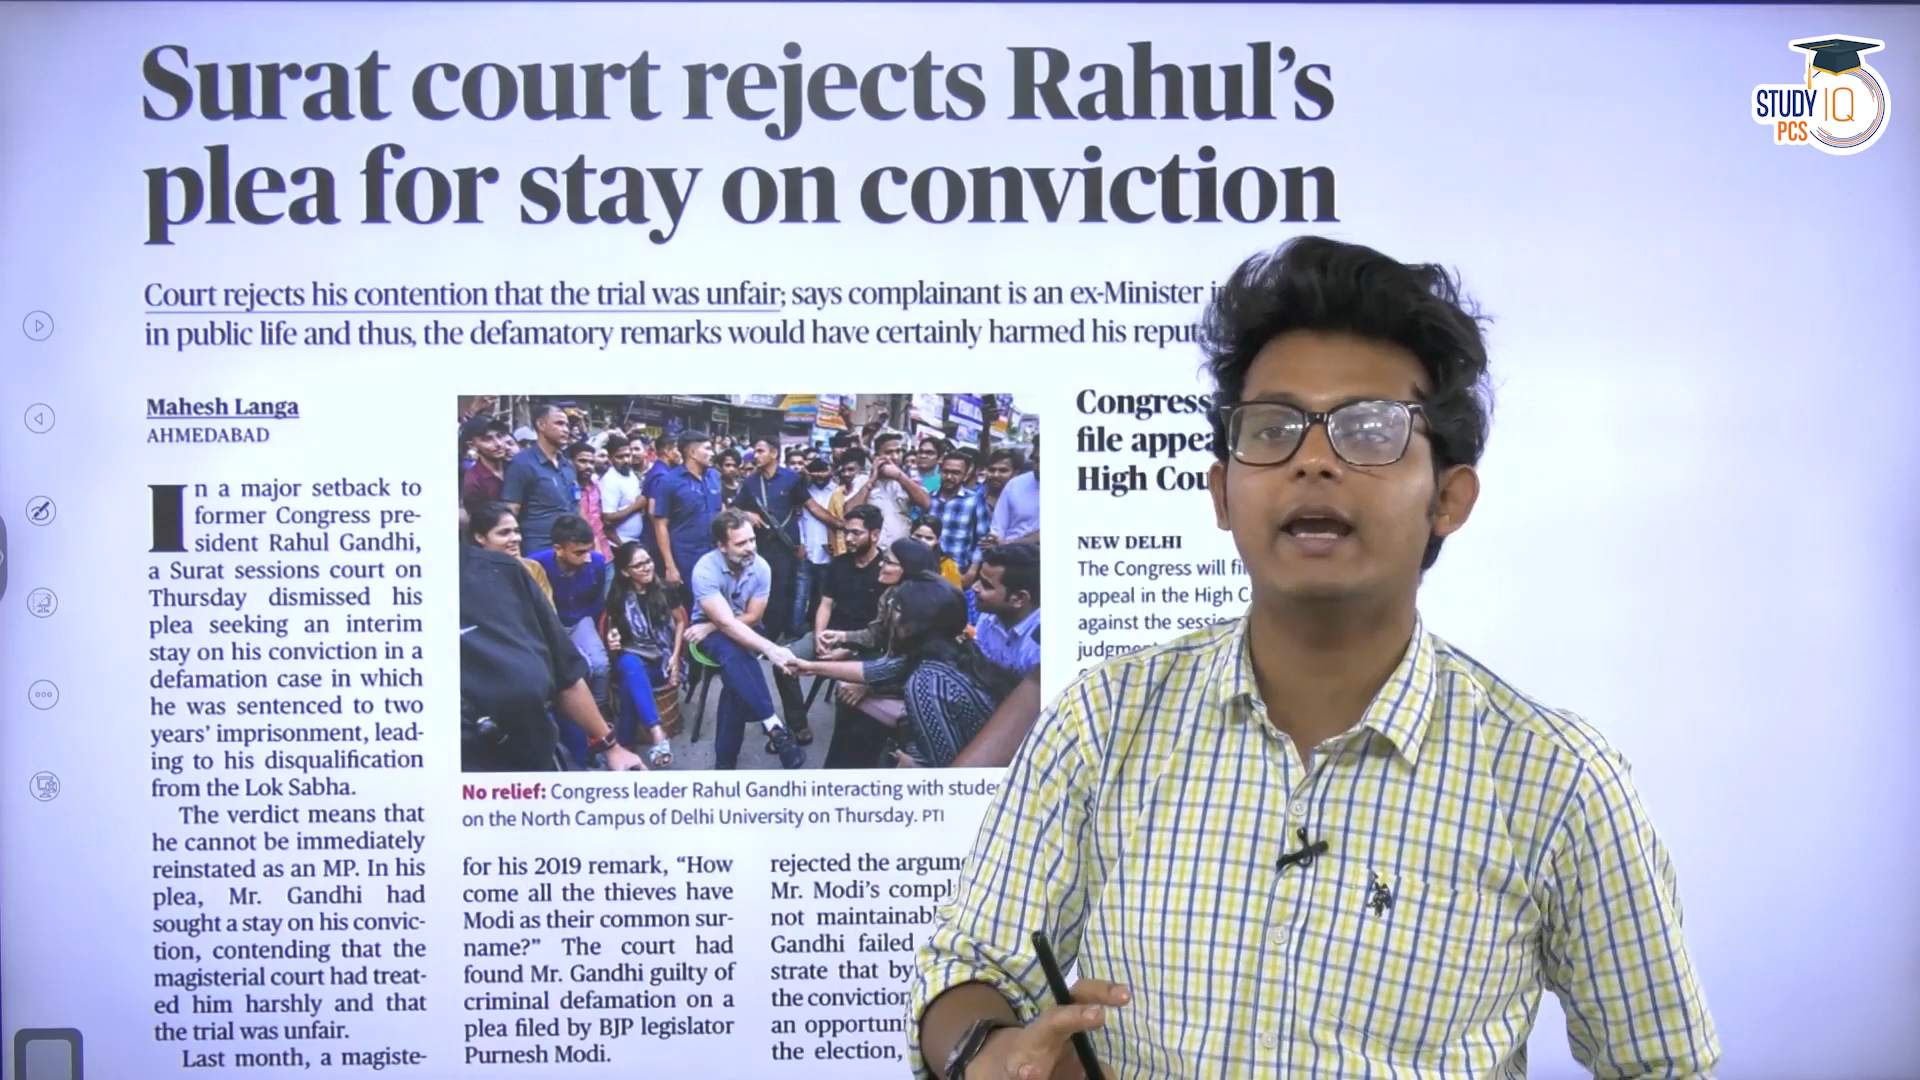 Surat court rejects Rahul's
plea for stay on conviction
Court rejects his contention that the trial was unfair; says complainant is an ex-Minister
in public life and thus, the defamatory remarks would have certainly harmed his
Mahesh Langa
AHMEDABAD
In a major setback to
former Congress pre-
sident Rahul Gandhi,
a Surat sessions court on
Thursday dismissed his
plea seeking an interim
stay on his conviction in a
defamation case in which
he was sentenced to two
years' imprisonment, lead-
ing to his disqualification
from the Lok Sabha.
The verdict means that
he cannot be immediately
reinstated as an MP. In his
plea, Mr. Gandhi had
sought a stay on his convic-
tion, contending that the
magisterial court had treat-
ed him harshly and that
the trial was unfair.
Last month, a magiste-
No relief: Congress leader Rahul Gandhi interacting with
on the North Campus of Delhi University on Thursday. PTI
for his 2019 remark, "How
come all the thieves have
Modi as their common sur-
name?" The court had
found Mr. Gandhi guilty of
criminal defamation on a
plea filed by BJP legislator
Purnesh Modi.
rejected the
Mr. Modi's
not
Gandhi failed
strate that by
the
an
the election,
Congress
file
High
NEW DELHI
The Congress will
appeal in the High
against the
STUDY IQ
PCS